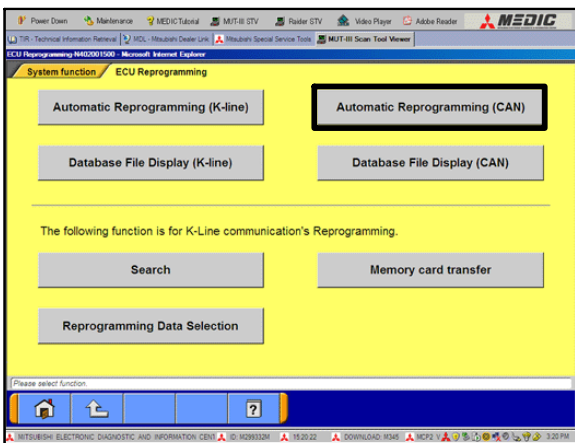 Power Down Maintenance MEDIC Tutorial MUT-III STV Raider STV Video Player Adobe Reader MEDIC
TIR - Technical Information Retrieval MDL - Mitsubishi Dealer Link Mitsubishi Special Service Tools MUT-III Scan Tool Viewer
ECU Reprogramming-N402001500 - Microsoft Internet Explorer
System function ECU Reprogramming
Automatic Reprogramming (K-line) Automatic Reprogramming (CAN)
Database File Display (K-line) Database File Display (CAN)
The following function is for K-Line communication's Reprogramming.
Search Memory card transfer
Reprogramming Data Selection
Please select function.
?
MITSUBISHI ELECTRONIC DIAGNOSTIC AND INFORMATION CENT ID: M299332M 15:20:22 DOWNLOAD: M345 MCP2 V 3:20 PM